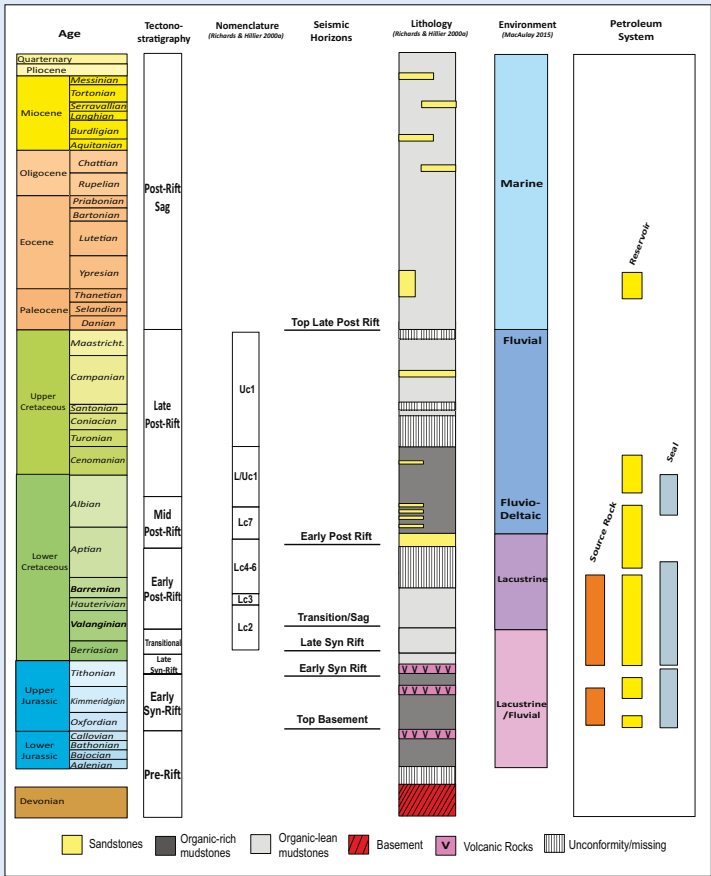 Age
Tectono-
stratigraphy
Nomenclature
(Richards & Hillier 2000a)
Seismic
Horizons
Lithology
(Richards & Hillier 2000a)
Environment
(MacAulay 2015)
Petroleum
System
Quarternary
Pliocene
Miocene
Messinian
Tortonian
Serravallian
Langhian
Burdligian
Aquitanian
Oligocene
Chattian
Rupelian
Eocene
Priabonian
Bartonian
Lutetian
Ypresian
Paleocene
Thanetian
Selandian
Danian
Upper
Cretaceous
Maastricht.
Campanian
Santonian
Coniacian
Turonian
Cenomanian
Lower
Cretaceous
Albian
Aptian
Barremian
Hauterivian
Valanginian
Berriasian
Upper
Jurassic
Tithonian
Kimmeridgian
Oxfordian
Lower
Jurassic
Callovian
Bathonian
Bajocian
Aalenian
Devonian
Post-Rift
Sag
Late
Post-Rift
Mid
Post-Rift
Early
Post-Rift
Transitional
Late
Syn-Rift
Early
Syn-Rift
Pre-Rift
Uc1
L/Uc1
Lc7
Lc4-6
Lc3
Lc2
Top Late Post Rift
Early Post Rift
Transition/Sag
Late Syn Rift
Early Syn Rift
Top Basement
V V V V V
V V V V V
V V V V V
Marine
Fluvial
Fluvio-
Deltaic
Lacustrine
Lacustrine
/Fluvial
Reservoir
Seal
Source Rock
Sandstones
Organic-rich
mudstones
Organic-lean
mudstones
Basement
V
Volcanic Rocks
Unconformity/missing